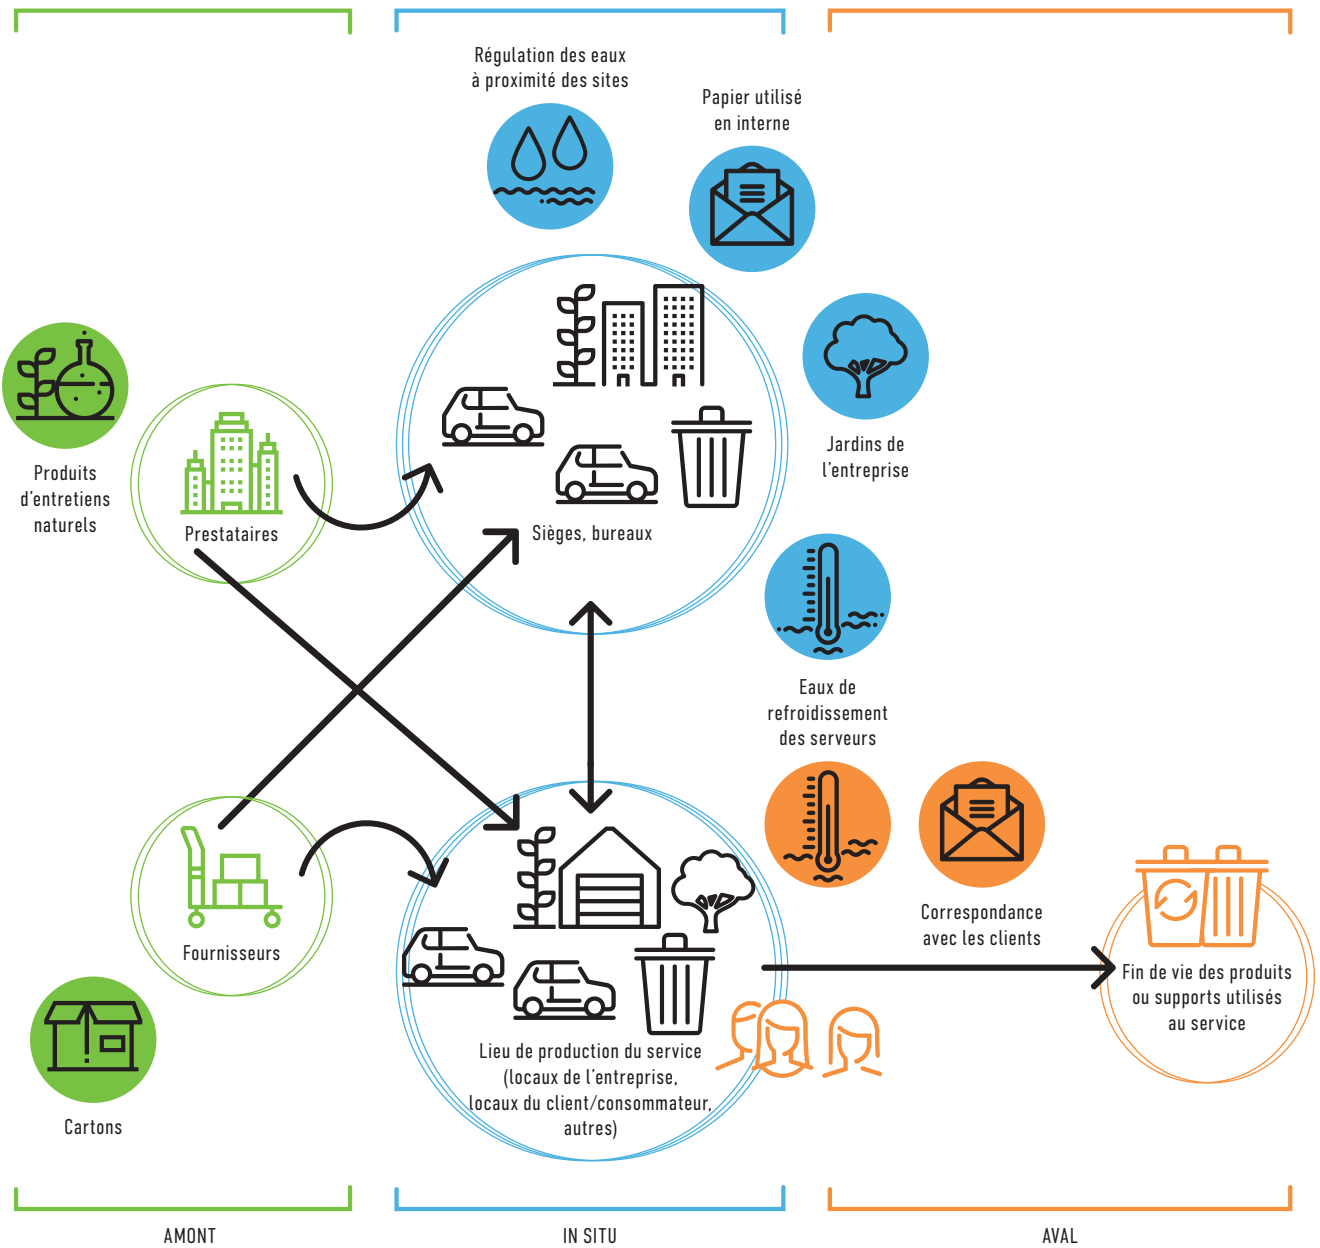 Régulation des eaux
à proximité des sites
Papier utilisé
en interne
Jardins de
l'entreprise
Produits
d'entretiens
naturels
Prestataires
Sièges, bureaux
Eaux de
refroidissement
des serveurs
Fournisseurs
Correspondance
avec les clients
Fin de vie des produits
ou supports utilisés
au service
Lieu de production du service
(locaux de l'entreprise,
locaux du client/consommateur,
autres)
Cartons
AMONT
IN SITU
AVAL